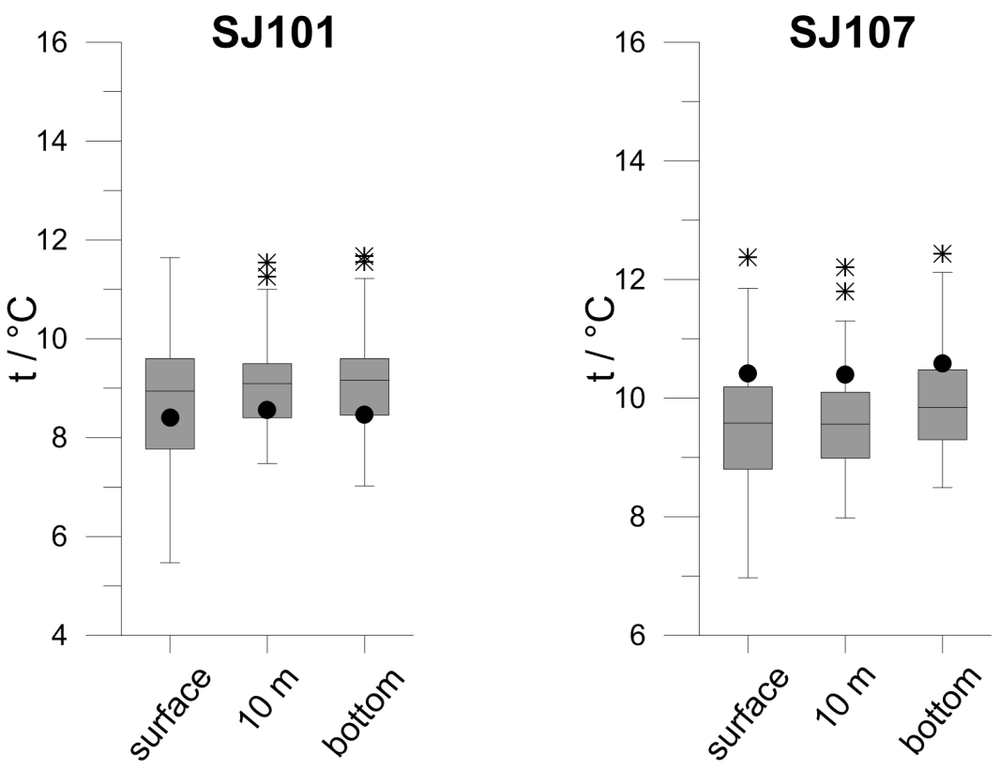 SJ101
16
14
12
10
8
6
4
t / °C
surface
10 m
bottom
SJ107
16
14
12
10
8
6
t / °C
surface
10 m
bottom